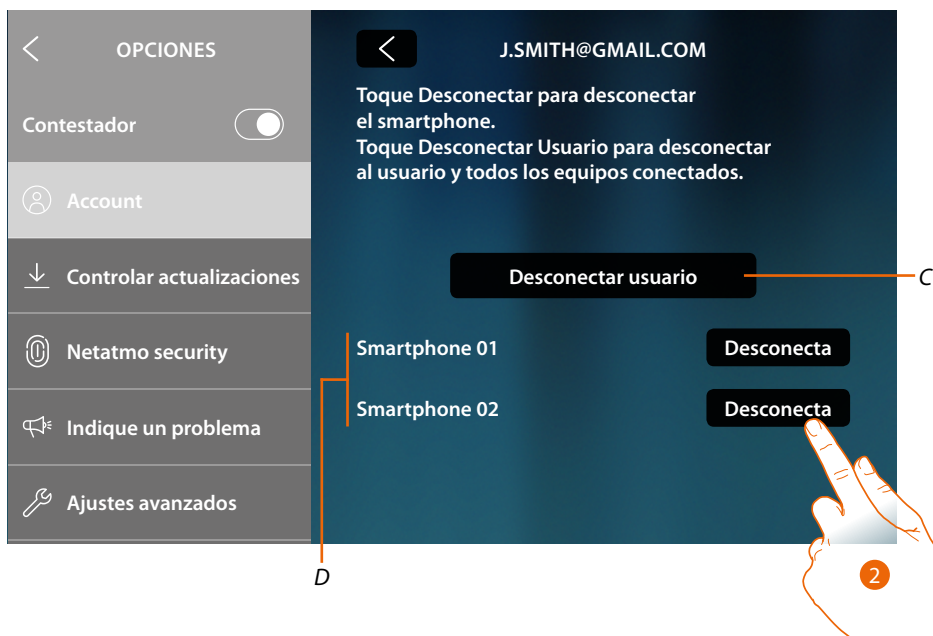 OPCIONES
Contestador
Account
Controlar actualizaciones
Netatmo security
Indique un problema
Ajustes avanzados
J.SMITH@GMAIL.COM
Toque Desconectar para desconectar
el smartphone.
Toque Desconectar Usuario para desconectar
al usuario y todos los equipos conectados.
Desconectar usuario
C
Smartphone 01 Desconecta
Smartphone 02 Desconecta
D
2